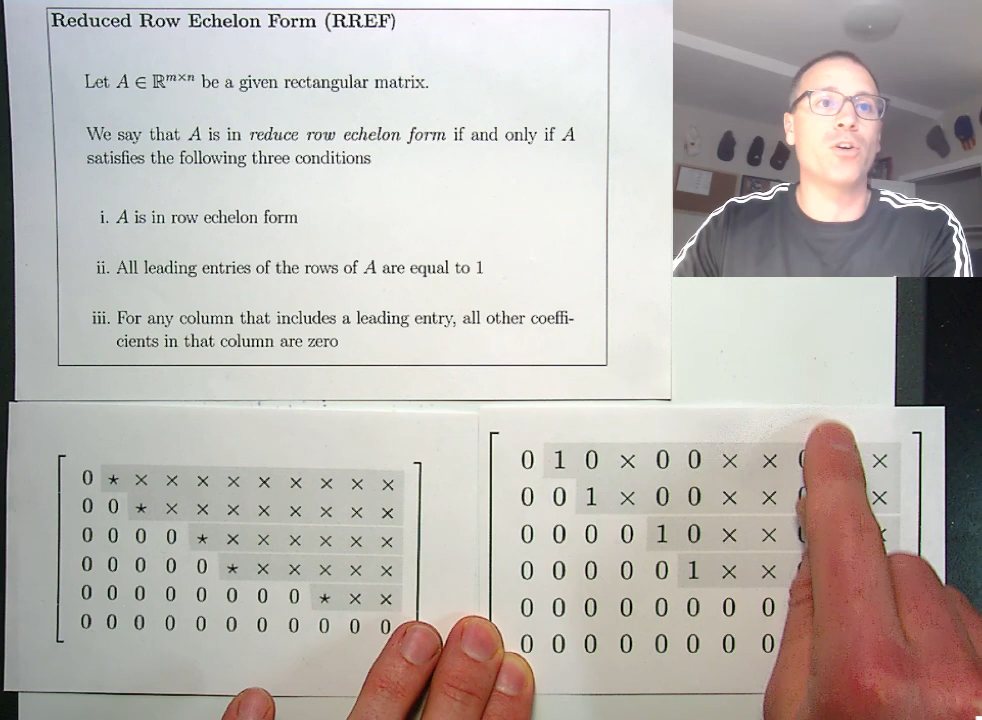 Reduced Row Echelon Form (RREF)
Let A ∈ ℝ^{m×n} be a given rectangular matrix.
We say that A is in reduce row echelon form if and only if A
satisfies the following three conditions
i. A is in row echelon form
ii. All leading entries of the rows of A are equal to 1
iii. For any column that includes a leading entry, all other coeffi-
cients in that column are zero
0 ⋆ × × × × × × × × ×
0 0 ⋆ × × × × × × × ×
0 0 0 0 ⋆ × × × × × ×
0 0 0 0 0 ⋆ × × × × ×
0 0 0 0 0 0 0 0 ⋆ × ×
0 0 0 0 0 0 0 0 0 0 0
0 1 0 × 0 0 × × ×
0 0 1 × 0 0 × × ×
0 0 0 0 1 0 × ×
0 0 0 0 0 1 × ×
0 0 0 0 0 0 0 0
0 0 0 0 0 0 0 0